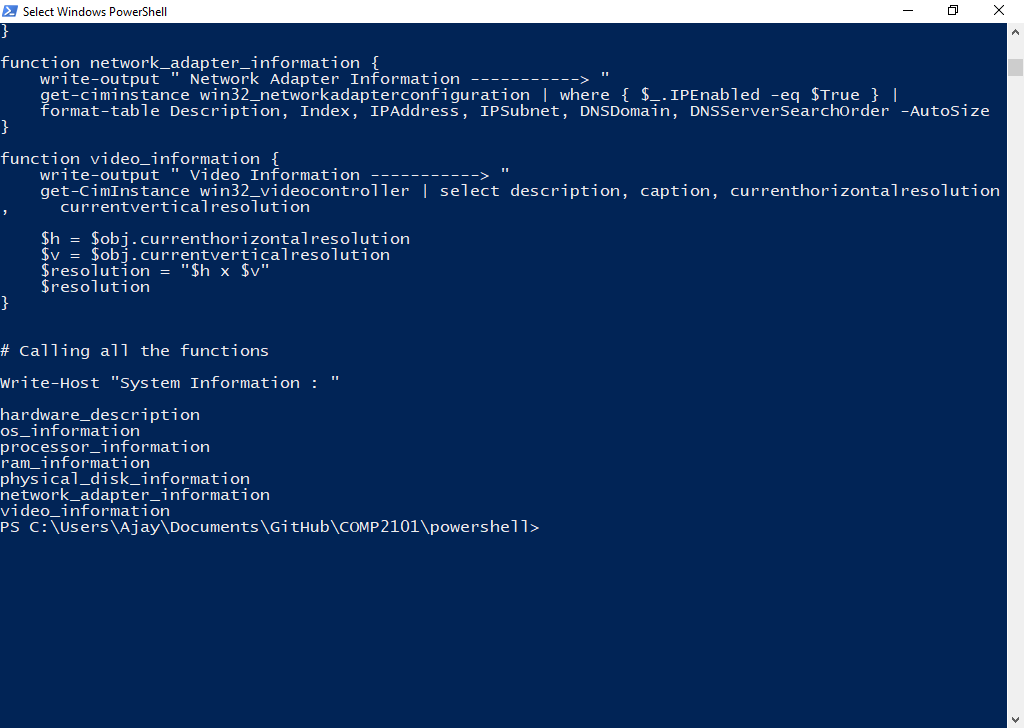 Select Windows PowerShell
}
function network_adapter_information {
    write-output " Network Adapter Information -----------> "
    get-ciminstance win32_networkadapterconfiguration | where { $_.IPEnabled -eq $True } |
    format-table Description, Index, IPAddress, IPSubnet, DNSDomain, DNSServerSearchOrder -AutoSize
}
function video_information {
    write-output " Video Information -----------> "
    get-CimInstance win32_videocontroller | select description, caption, currenthorizontalresolution
,     currentverticalresolution
    $h = $obj.currenthorizontalresolution
    $v = $obj.currentverticalresolution
    $resolution = "$h x $v"
    $resolution
}
# Calling all the functions
Write-Host "System Information : "
hardware_description
os_information
processor_information
ram_information
physical_disk_information
network_adapter_information
video_information
PS C:\Users\Ajay\Documents\GitHub\COMP2101\powershell>